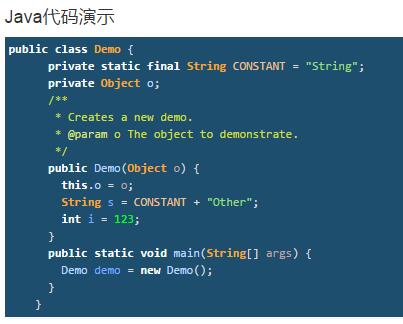 Java代码演示
public class Demo {
private static final String CONSTANT = "String";
private Object o;
/**
* Creates a new demo.
* @param o The object to demonstrate.
*/
public Demo(Object o) {
this.o = o;
String s = CONSTANT + "Other";
int i = 123;
}
public static void main(String[] args) {
Demo demo = new Demo();
}
}